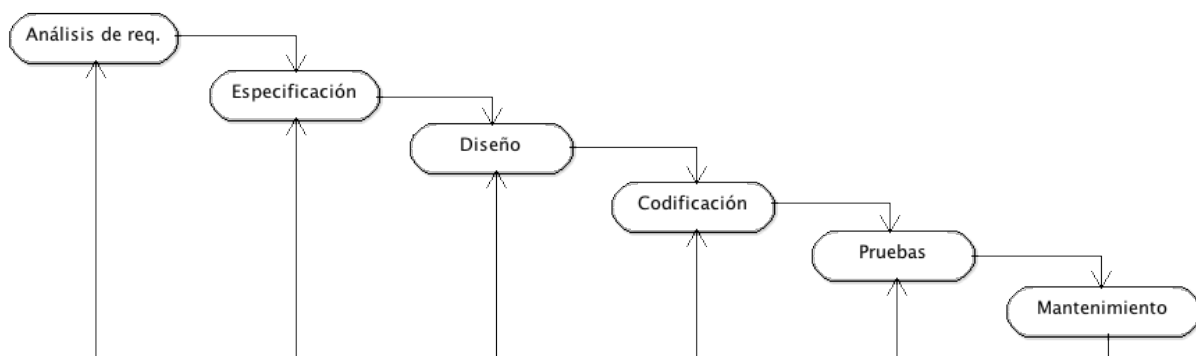 Análisis de req.
Especificación
Diseño
Codificación
Pruebas
Mantenimiento